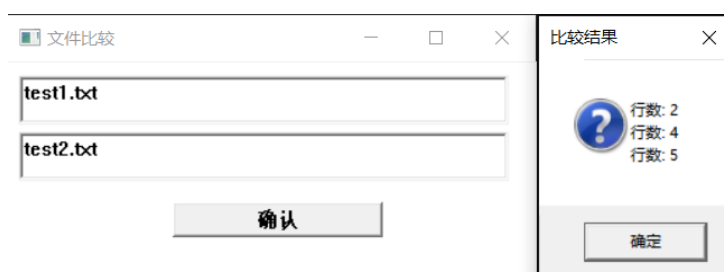 文件比较
test1.txt
test2.txt
确认
比较结果
行数: 2
行数: 4
行数: 5
确定